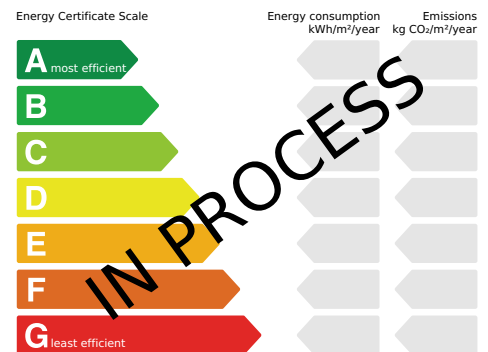 Energy Certificate Scale
Energy consumption
kWh/m²/year
Emissions
kg CO₂/m²/year
A most efficient
B
C
D
E
F
G least efficient
IN PROCESS